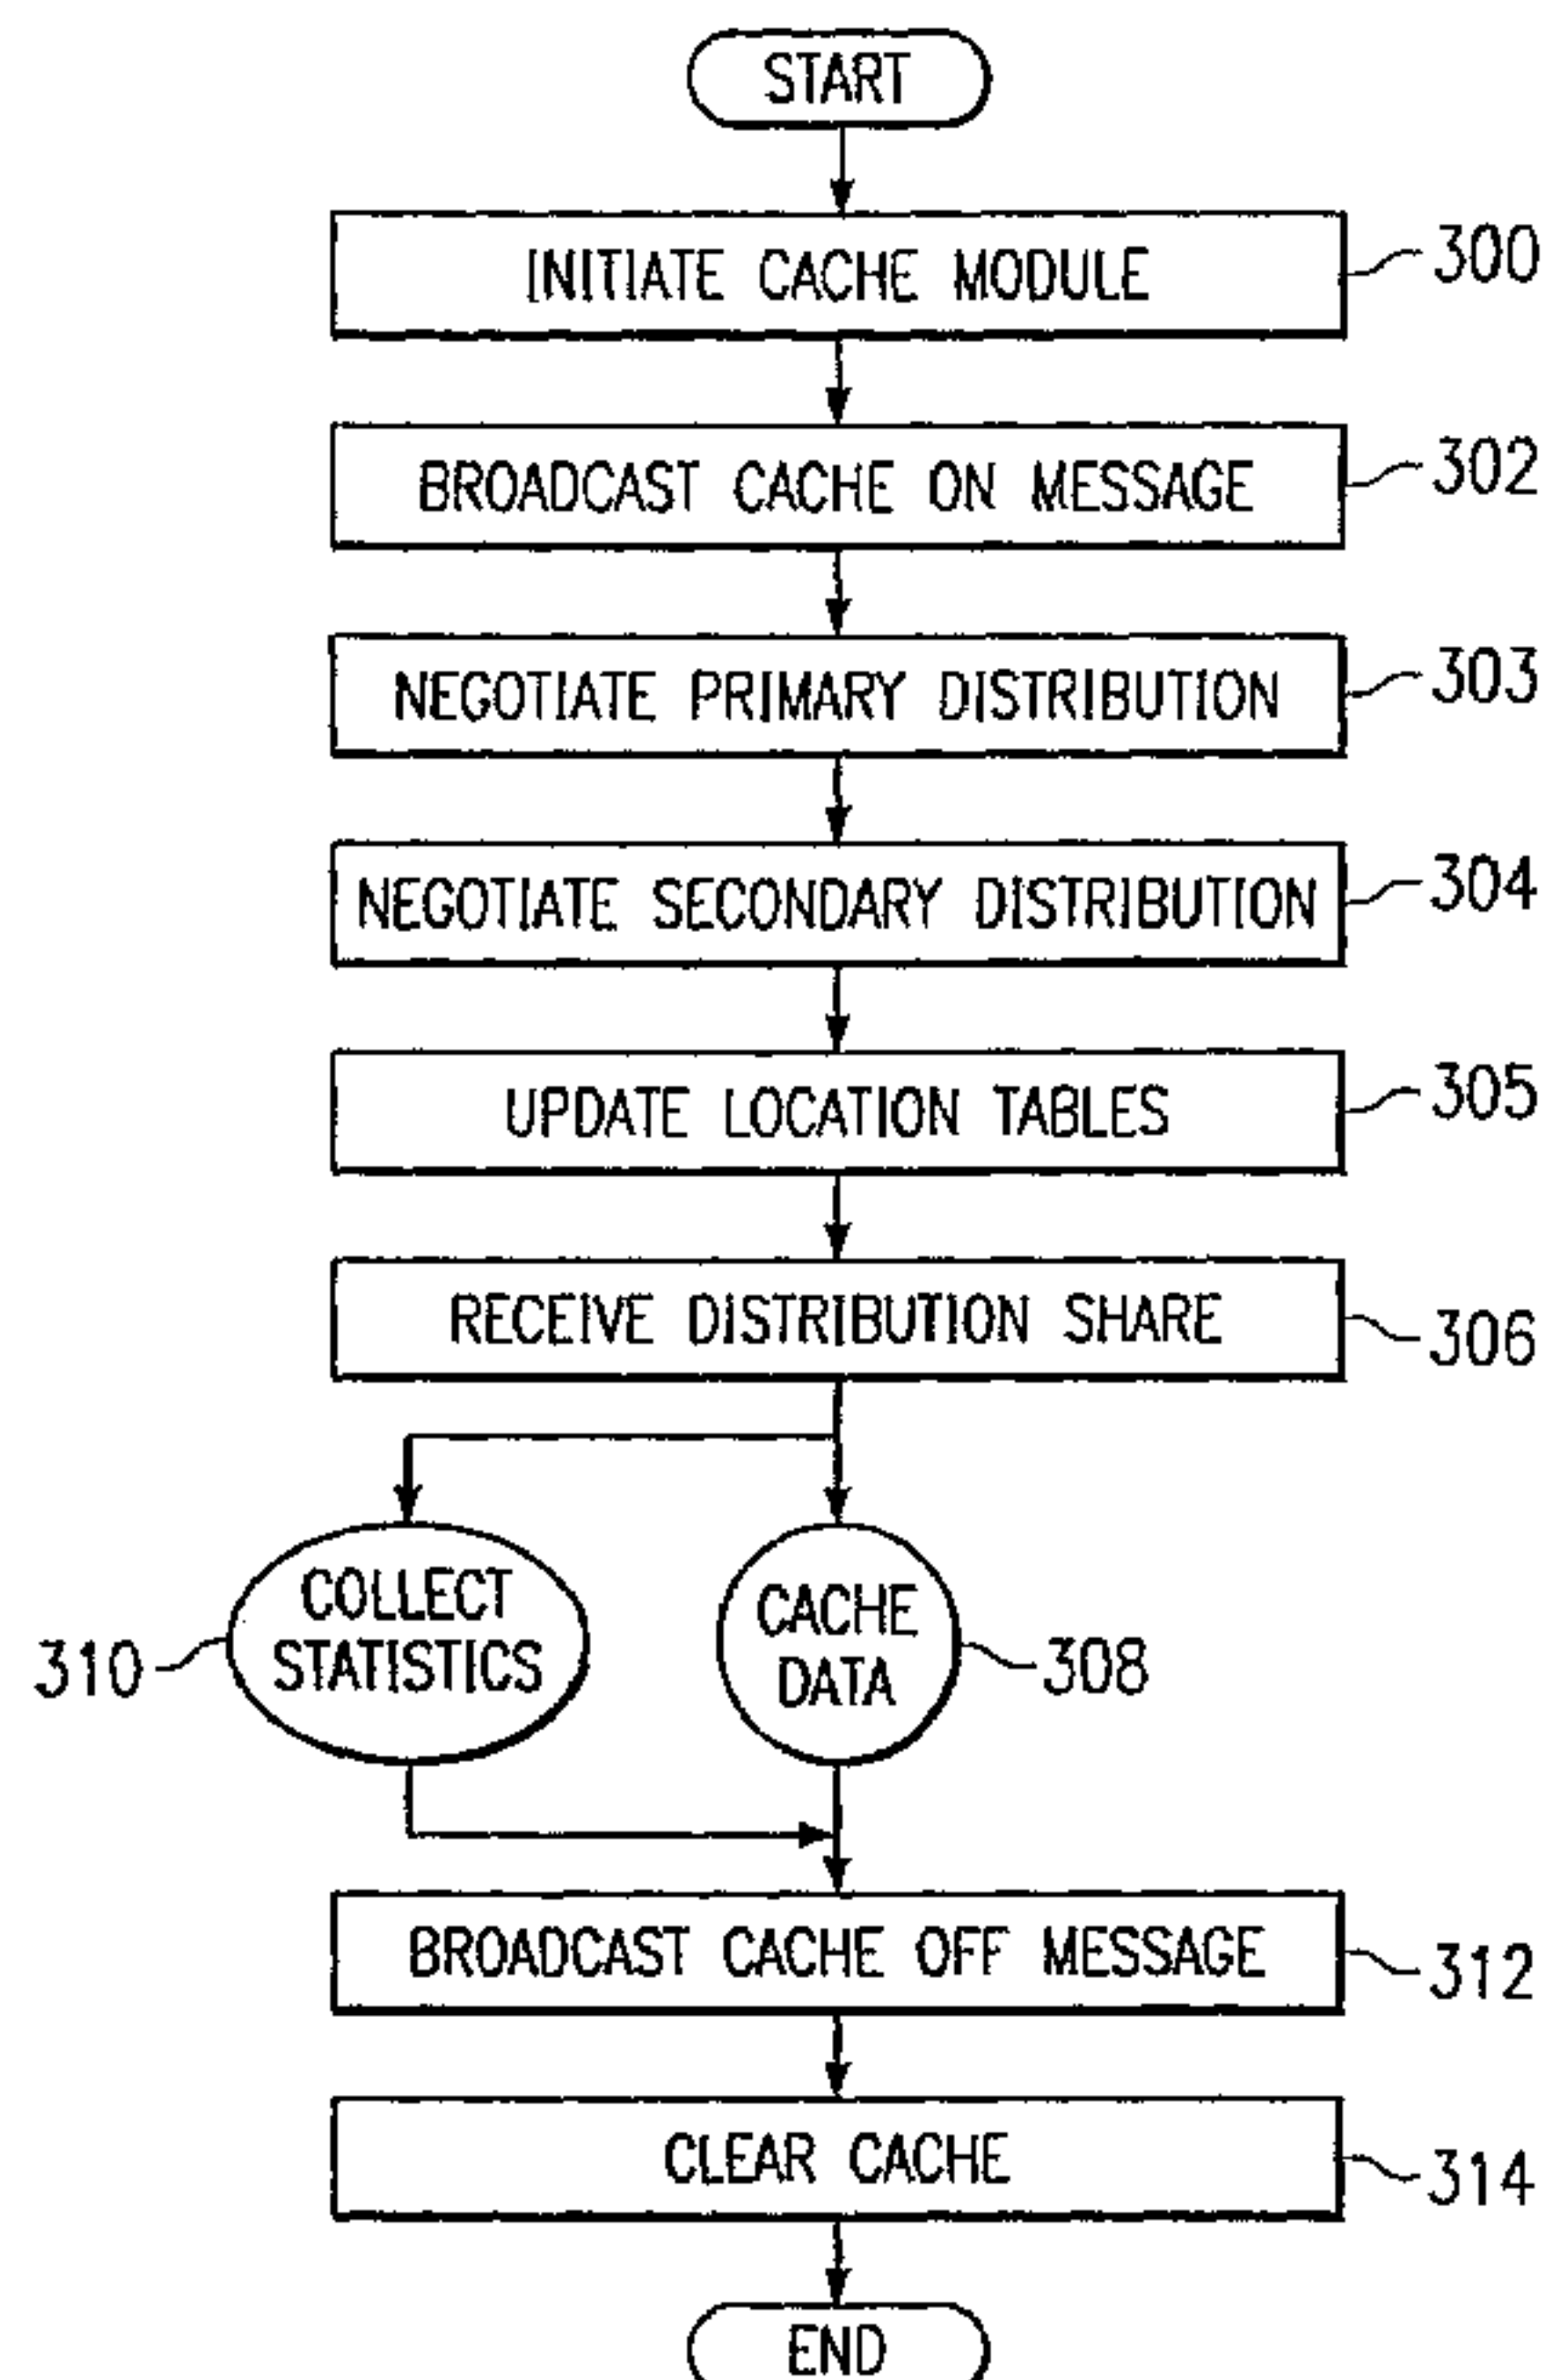 START
INITIATE CACHE MODULE
300
BROADCAST CACHE ON MESSAGE
302
NEGOTIATE PRIMARY DISTRIBUTION
303
NEGOTIATE SECONDARY DISTRIBUTION
304
UPDATE LOCATION TABLES
305
RECEIVE DISTRIBUTION SHARE
306
COLLECT
STATISTICS
310
CACHE
DATA
308
BROADCAST CACHE OFF MESSAGE
312
CLEAR CACHE
314
END